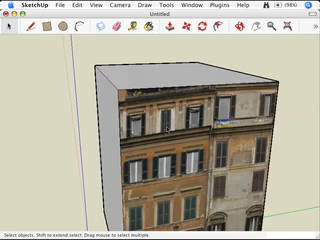 SketchUp File Edit View Camera Draw Tools Window Plugins Help (98%)
Untitled
Select objects. Shift to extend select. Drag mouse to select multiple.